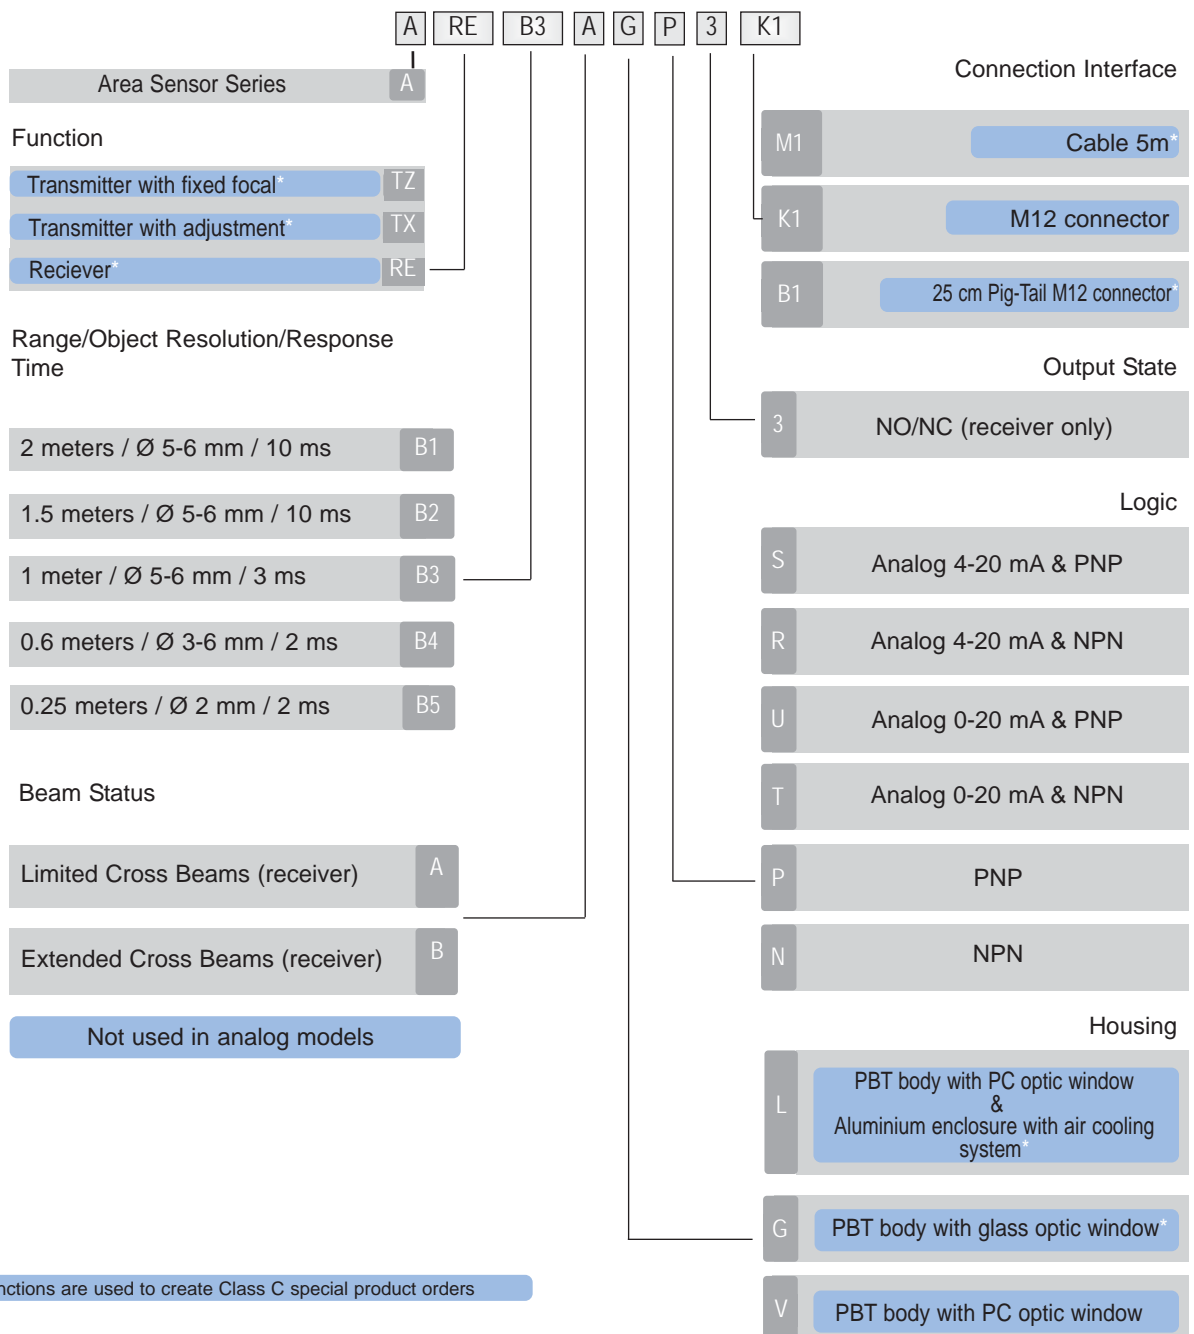 A RE B3 A G P 3 K1
Area Sensor Series A
Function
Transmitter with fixed focal* TZ
Transmitter with adjustment* TX
Reciever* RE
Range/Object Resolution/Response
Time
2 meters / Ø 5-6 mm / 10 ms B1
1.5 meters / Ø 5-6 mm / 10 ms B2
1 meter / Ø 5-6 mm / 3 ms B3
0.6 meters / Ø 3-6 mm / 2 ms B4
0.25 meters / Ø 2 mm / 2 ms B5
Beam Status
Limited Cross Beams (receiver) A
Extended Cross Beams (receiver) B
Not used in analog models
Connection Interface
M1 Cable 5m*
K1 M12 connector
B1 25 cm Pig-Tail M12 connector*
Output State
3 NO/NC (receiver only)
Logic
S Analog 4-20 mA & PNP
R Analog 4-20 mA & NPN
U Analog 0-20 mA & PNP
T Analog 0-20 mA & NPN
P PNP
N NPN
Housing
L PBT body with PC optic window
&
Aluminium enclosure with air cooling
system*
G PBT body with glass optic window*
V PBT body with PC optic window
are used to create Class C special product orders